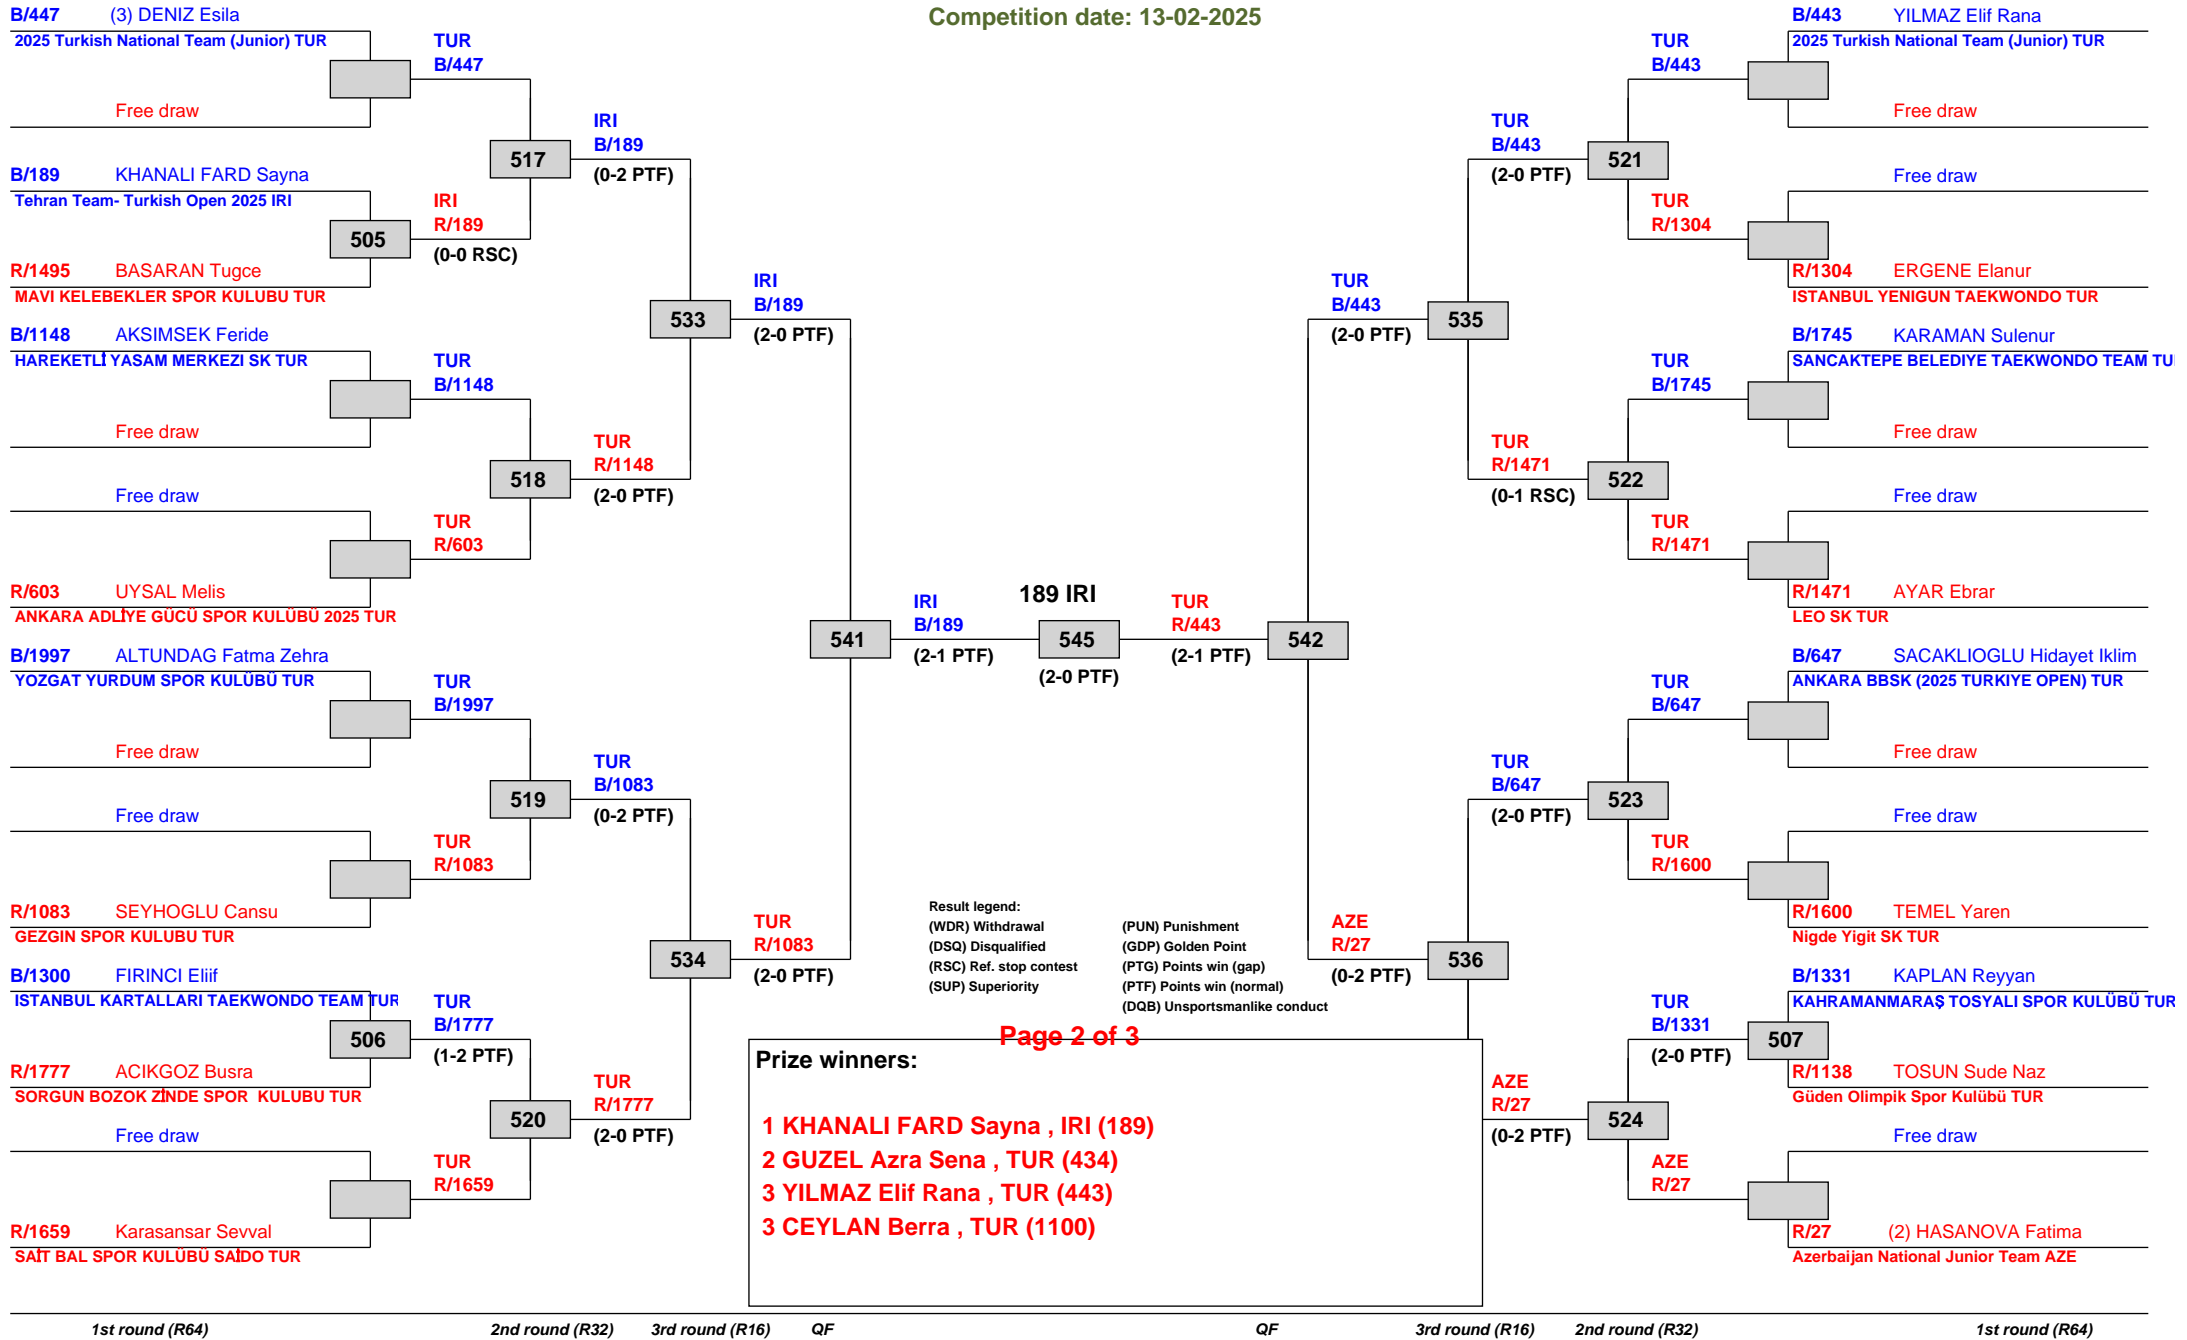 Competition date: 13-02-2025
B/447 (3) DENIZ Esila
2025 Turkish National Team (Junior) TUR
TUR
B/447
Free draw
IRI
B/189
517
(0-2 PTF)
B/189 KHANALI FARD Sayna
Tehran Team- Turkish Open 2025 IRI
IRI
R/189
505
(0-0 RSC)
R/1495 BASARAN Tugce
MAVI KELEBEKLER SPOR KULUBU TUR
IRI
B/189
533
(2-0 PTF)
B/1148 AKSIMSEK Feride
HAREKETLİ YASAM MERKEZI SK TUR
TUR
B/1148
Free draw
TUR
R/1148
518
(2-0 PTF)
Free draw
TUR
R/603
R/603 UYSAL Melis
ANKARA ADLİYE GÜCÜ SPOR KULÜBÜ 2025 TUR
IRI
B/189
541
(2-1 PTF)
B/1997 ALTUNDAG Fatma Zehra
YOZGAT YURDUM SPOR KULÜBÜ TUR
TUR
B/1997
Free draw
TUR
B/1083
519
(0-2 PTF)
Free draw
TUR
R/1083
R/1083 SEYHOGLU Cansu
GEZGIN SPOR KULUBU TUR
TUR
R/1083
534
(2-0 PTF)
B/1300 FIRINCI Eliif
ISTANBUL KARTALLARI TAEKWONDO TEAM TUR
TUR
B/1777
506
(1-2 PTF)
R/1777 ACIKGOZ Busra
SORGUN BOZOK ZİNDE SPOR  KULUBU TUR
TUR
R/1777
520
(2-0 PTF)
Free draw
TUR
R/1659
R/1659 Karasansar Sevval
SAİT BAL SPOR KULÜBÜ SAİDO TUR
189 IRI
545
(2-0 PTF)
B/443 YILMAZ Elif Rana
2025 Turkish National Team (Junior) TUR
TUR
B/443
Free draw
TUR
B/443
521
(2-0 PTF)
Free draw
TUR
R/1304
R/1304 ERGENE Elanur
ISTANBUL YENIGUN TAEKWONDO TUR
TUR
B/443
535
(2-0 PTF)
B/1745 KARAMAN Sulenur
SANCAKTEPE BELEDIYE TAEKWONDO TEAM TU
TUR
B/1745
Free draw
TUR
R/1471
522
(0-1 RSC)
Free draw
TUR
R/1471
R/1471 AYAR Ebrar
LEO SK TUR
TUR
R/443
542
(2-1 PTF)
B/647 SACAKLIOGLU Hidayet Iklim
ANKARA BBSK (2025 TURKIYE OPEN) TUR
TUR
B/647
Free draw
TUR
B/647
523
(2-0 PTF)
Free draw
TUR
R/1600
R/1600 TEMEL Yaren
Nigde Yigit SK TUR
AZE
R/27
536
(0-2 PTF)
B/1331 KAPLAN Reyyan
KAHRAMANMARAŞ TOSYALI SPOR KULÜBÜ TUR
TUR
B/1331
507
(2-0 PTF)
R/1138 TOSUN Sude Naz
Güden Olimpik Spor Kulübü TUR
AZE
R/27
524
(0-2 PTF)
Free draw
AZE
R/27
R/27 (2) HASANOVA Fatima
Azerbaijan National Junior Team AZE
Result legend:
(WDR) Withdrawal (PUN) Punishment
(DSQ) Disqualified (GDP) Golden Point
(RSC) Ref. stop contest (PTG) Points win (gap)
(SUP) Superiority (PTF) Points win (normal)
(DQB) Unsportsmanlike conduct
Page 2 of 3
Prize winners:
1 KHANALI FARD Sayna , IRI (189)
2 GUZEL Azra Sena , TUR (434)
3 YILMAZ Elif Rana , TUR (443)
3 CEYLAN Berra , TUR (1100)
1st round (R64) 2nd round (R32) 3rd round (R16) QF QF 3rd round (R16) 2nd round (R32) 1st round (R64)